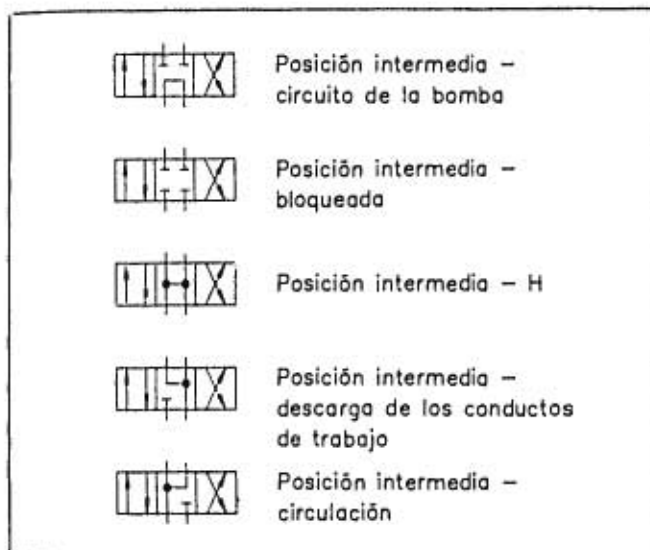 Posición intermedia –
circuito de la bomba
Posición intermedia –
bloqueada
Posición intermedia – H
Posición intermedia –
descarga de los conductos
de trabajo
Posición intermedia –
circulación